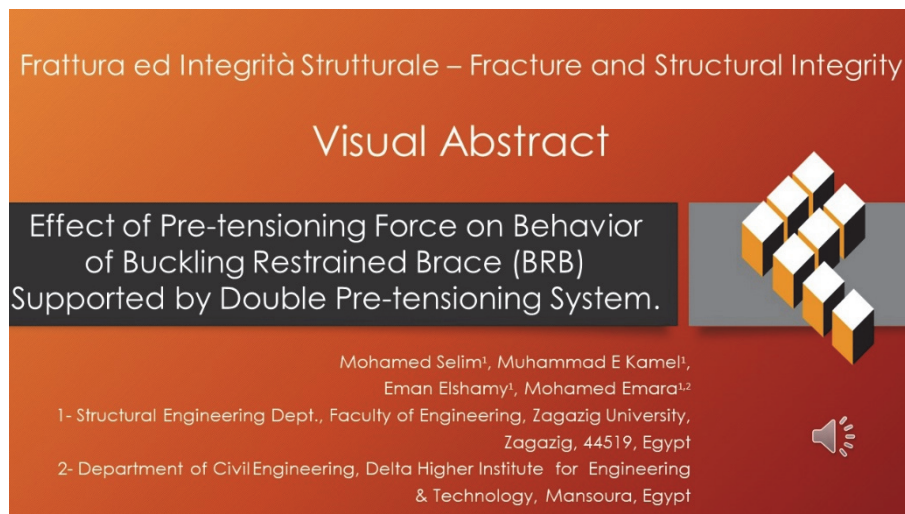 Frattura ed Integrità Strutturale – Fracture and Structural Integrity
Visual Abstract
Effect of Pre-tensioning Force on Behavior
of Buckling Restrained Brace (BRB)
Supported by Double Pre-tensioning System.
Mohamed Selim¹, Muhammad E Kamel¹,
Eman Elshamy¹, Mohamed Emara¹,²
1- Structural Engineering Dept., Faculty of Engineering, Zagazig University,
Zagazig, 44519, Egypt
2- Department of Civil Engineering, Delta Higher Institute for Engineering
& Technology, Mansoura, Egypt